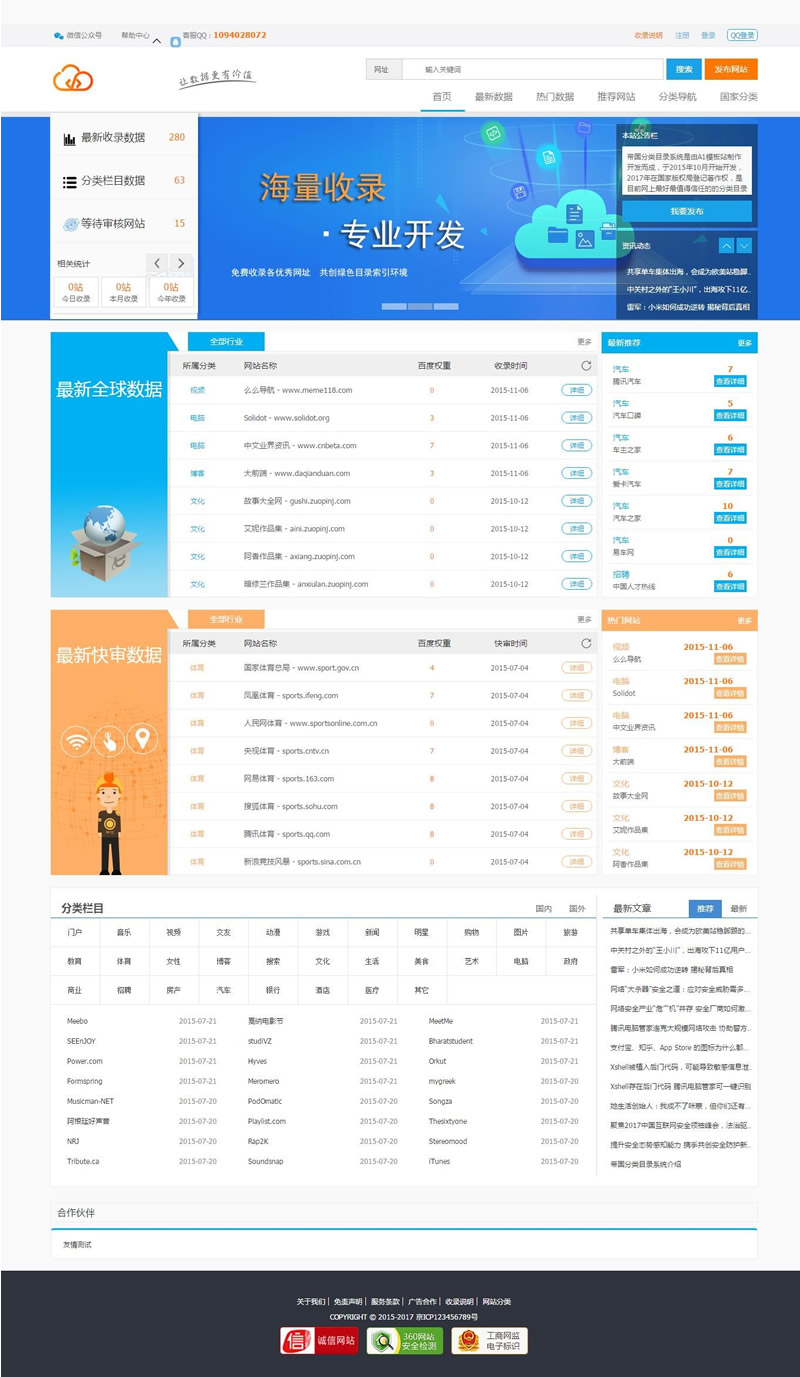 微信公众号 帮助中心 客服QQ：1094028072 收录说明 注册 登录 QQ登录
让数据更有价值
网址 输入关键词 搜索 发布网站
首页 最新数据 热门数据 推荐网站 分类导航 国家分类
最新收录数据 280
分类栏目数据 63
等待审核网站 15
相关统计
0站 0站 0站
今日收录 本月收录 今年收录
海量收录
·专业开发
免费收录各优秀网址 共创绿色目录索引环境
本站公告栏
帝国分类目录系统是由A1模板站制作
开发而成，于2015年10月开始开发，
2017年在国家版权局登记著作权，是
目前网上最好最值得信任的的分类目录
我要发布
资讯动态
共享单车集体出海，会成为欧美站稳脚..
中关村之外的"王小川"，出海攻下11亿..
雷军：小米如何成功逆转 揭秘背后真相
最新全球数据
全部行业 更多
所属分类 网站名称 百度权重 收录时间
视频 么么导航 - www.meme118.com 0 2015-11-06 详细
电脑 Solidot - www.solidot.org 3 2015-11-06 详细
电脑 中文业界资讯 - www.cnbeta.com 7 2015-11-06 详细
博客 大前端 - www.daqianduan.com 3 2015-11-06 详细
文化 故事大全网 - gushi.zuopinj.com 0 2015-10-12 详细
文化 艾妮作品集 - aini.zuopinj.com 0 2015-10-12 详细
文化 阿香作品集 - axiang.zuopinj.com 0 2015-10-12 详细
文化 暗修兰作品集 - anxiulan.zuopinj.com 0 2015-10-12 详细
最新推荐 更多
汽车 7
腾讯汽车 查看详细
汽车 5
汽车口碑 查看详细
汽车 6
车主之家 查看详细
汽车 7
爱卡汽车 查看详细
汽车 10
汽车之家 查看详细
汽车 0
易车网 查看详细
招聘 6
中国人才热线 查看详细
最新快审数据
全部行业 更多
所属分类 网站名称 百度权重 快审时间
体育 国家体育总局 - www.sport.gov.cn 4 2015-07-04 详细
体育 凤凰体育 - sports.ifeng.com 7 2015-07-04 详细
体育 人民网体育 - www.sportsonline.com.cn 0 2015-07-04 详细
体育 央视体育 - sports.cntv.cn 7 2015-07-04 详细
体育 网易体育 - sports.163.com 8 2015-07-04 详细
体育 搜狐体育 - sports.sohu.com 8 2015-07-04 详细
体育 腾讯体育 - sports.qq.com 8 2015-07-04 详细
体育 新浪竞技风暴 - sports.sina.com.cn 0 2015-07-04 详细
热门网站 更多
视频 2015-11-06
么么导航 查看详情
电脑 2015-11-06
Solidot 查看详情
电脑 2015-11-06
中文业界资讯 查看详情
博客 2015-11-06
大前端 查看详情
文化 2015-10-12
故事大全网 查看详情
文化 2015-10-12
艾妮作品集 查看详情
文化 2015-10-12
阿香作品集 查看详情
分类栏目 国内 国外
门户 音乐 视频 交友 动漫 游戏 新闻 明星 购物 图片 旅游
教育 体育 女性 博客 搜索 文化 生活 美食 艺术 电脑 政府
商业 招聘 房产 汽车 银行 酒店 医疗 其它
Meebo 2015-07-21 戛纳电影节 2015-07-21 MeetMe 2015-07-21
SEEnJOY 2015-07-21 studiVZ 2015-07-21 Bharatstudent 2015-07-21
Power.com 2015-07-21 Hyves 2015-07-21 Orkut 2015-07-21
Formspring 2015-07-21 Meromero 2015-07-21 mygreek 2015-07-20
Musicman-NET 2015-07-20 PodOmatic 2015-07-20 Songza 2015-07-20
阿根廷好声音 2015-07-20 Playlist.com 2015-07-20 Thesixtyone 2015-07-20
NRJ 2015-07-20 Rap2K 2015-07-20 Stereomood 2015-07-20
Tribute.ca 2015-07-20 Soundsnap 2015-07-20 iTunes 2015-07-20
最新文章 推荐 最新
共享单车集体出海，会成为欧美站稳脚跟的...
中关村之外的"王小川"，出海攻下11亿用户...
雷军：小米如何成功逆转 揭秘背后真相
网络"大杀器"安全之道：应对安全威胁需多...
网络安全产业"危""机"并存 安全厂商如何激...
腾讯电脑管家连克大规模网络攻击 协助警方..
支付宝、知乎、App Store 的图标为什么都...
Xshell被植入后门代码，可能导致敏感信息泄..
Xshell存在后门代码 腾讯电脑管家可一键识别
她生活创始人：我成不了咪蒙，但你们还有...
聚焦2017中国互联网安全领袖峰会，法治驱..
提升安全态势感知能力 携手共创安全防护新..
帝国分类目录系统介绍
合作伙伴
友情测试
关于我们 | 免责声明 | 服务条款 | 广告合作 | 收录说明 | 网站分类
COPYRIGHT © 2015-2017 京ICP123456789号
信 诚信网站 360网站 安全检测 工商网监 电子标识